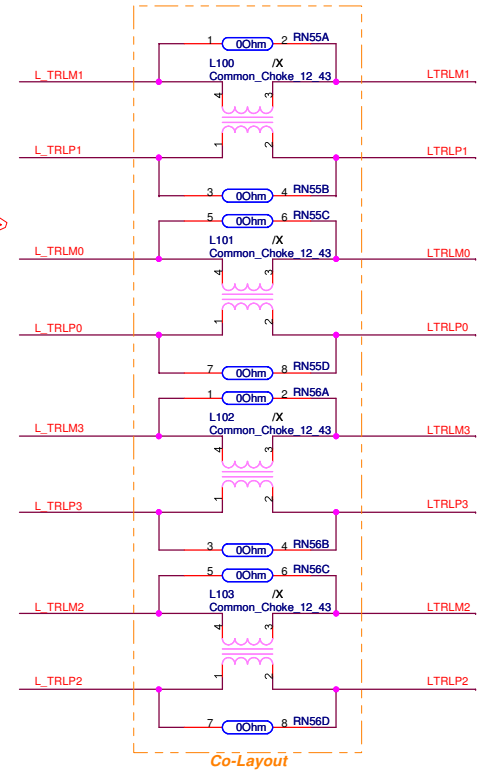 1 0Ohm 2 RN55A
L100 /X
L_TRLM1 Common_Choke_12_43 LTRLM1
4 3
1 2
L_TRLP1 LTRLP1
3 0Ohm 4 RN55B
5 0Ohm 6 RN55C
L101 /X
L_TRLM0 Common_Choke_12_43 LTRLM0
4 3
1 2
L_TRLP0 LTRLP0
7 0Ohm 8 RN55D
1 0Ohm 2 RN56A
L102 /X
L_TRLM3 Common_Choke_12_43 LTRLM3
4 3
1 2
L_TRLP3 LTRLP3
3 0Ohm 4 RN56B
5 0Ohm 6 RN56C
L103 /X
L_TRLM2 Common_Choke_12_43 LTRLM2
4 3
1 2
L_TRLP2 LTRLP2
7 0Ohm 8 RN56D
Co-Layout